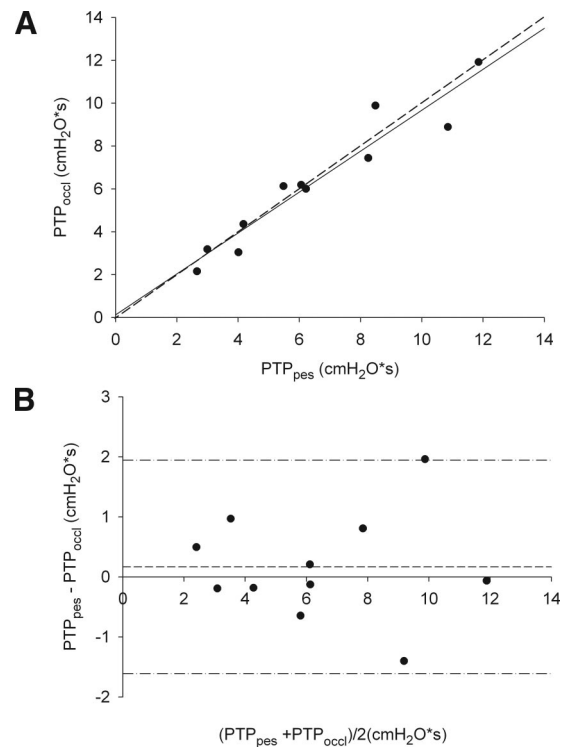 A
14
12
10
8
6
4
2
0
PTPoccl (cmH2O*s)
0 2 4 6 8 10 12 14
PTPpes (cmH2O*s)
B
3
2
1
0
-1
-2
PTPpes - PTPoccl (cmH2O*s)
0 2 4 6 8 10 12 14
(PTPpes +PTPoccl)/2(cmH2O*s)